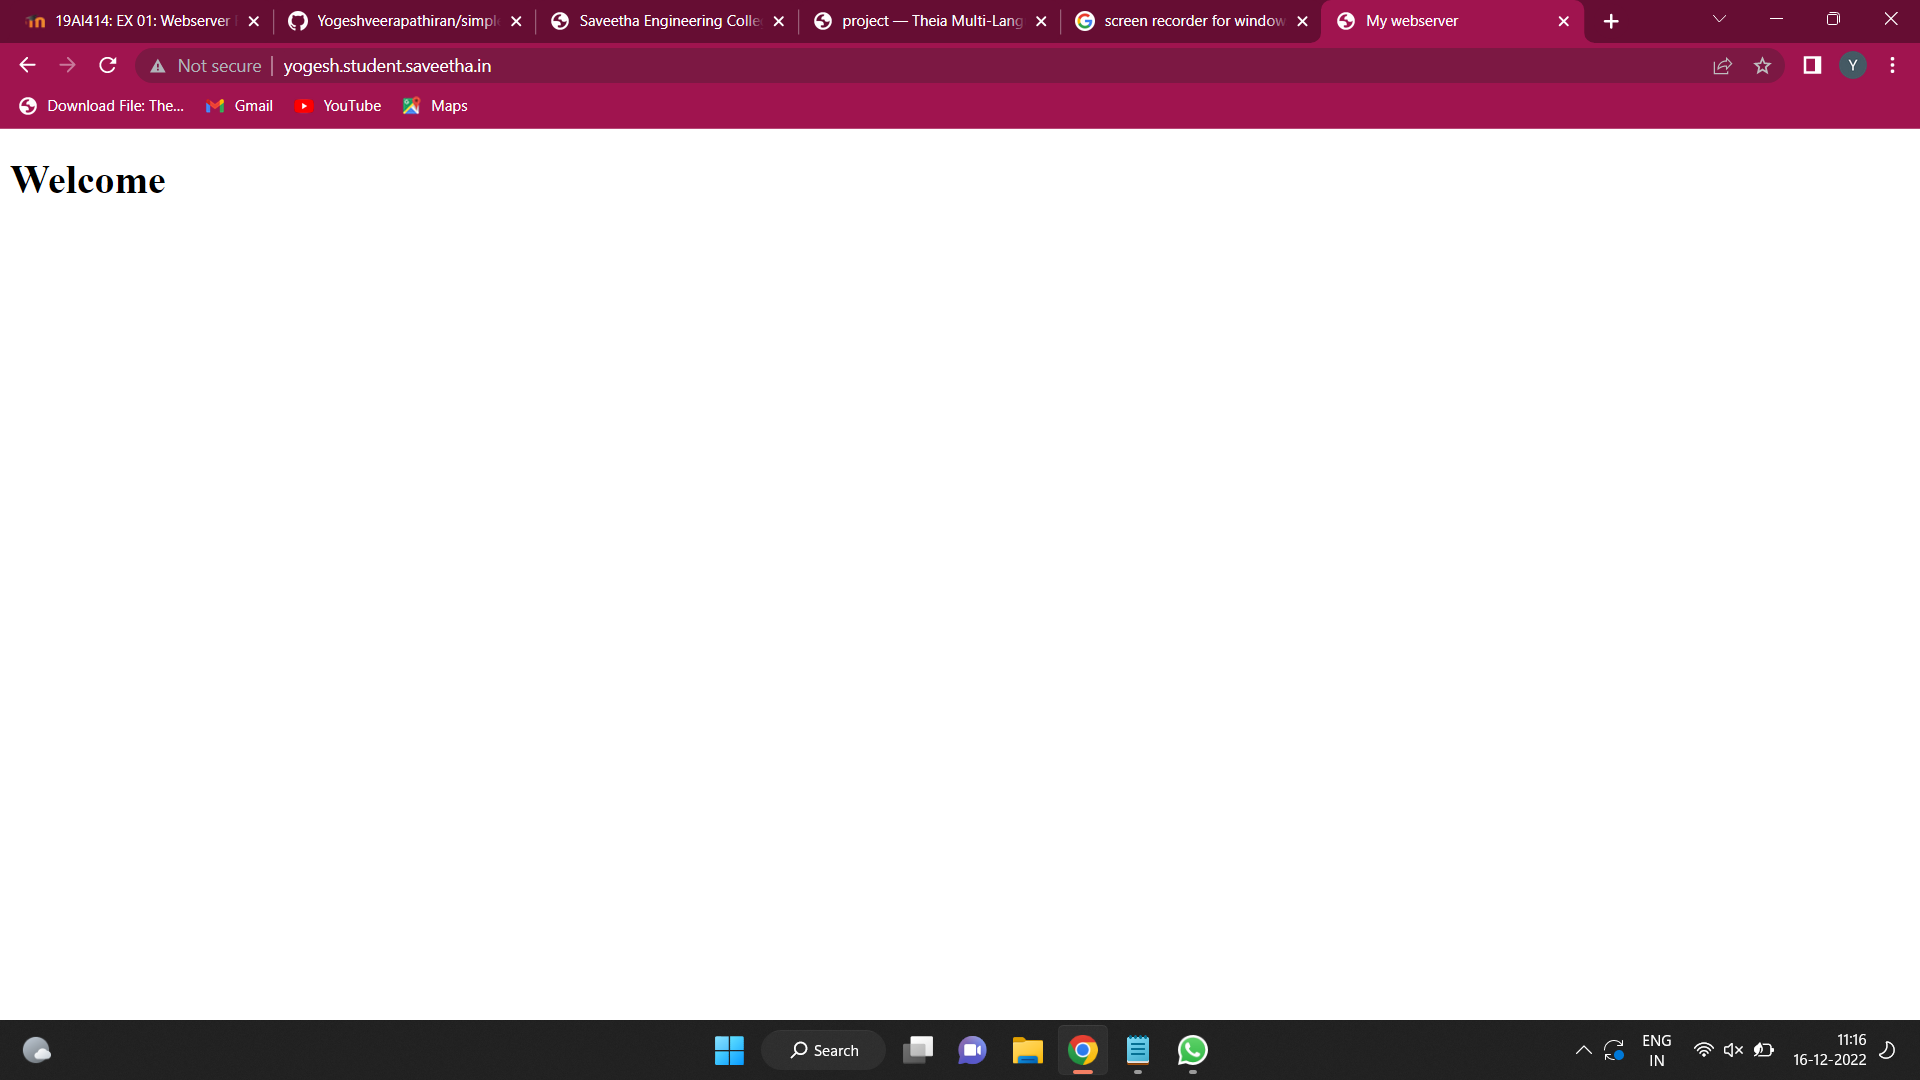 19AI414: EX 01: Webserver
Yogeshveerapathiran/simpl
Saveetha Engineering Colle
project — Theia Multi-Lang
screen recorder for window
My webserver
Not secure
yogesh.student.saveetha.in
Y
Download File: The...
Gmail
YouTube
Maps
Welcome
Search
ENG
IN
11:16
16-12-2022